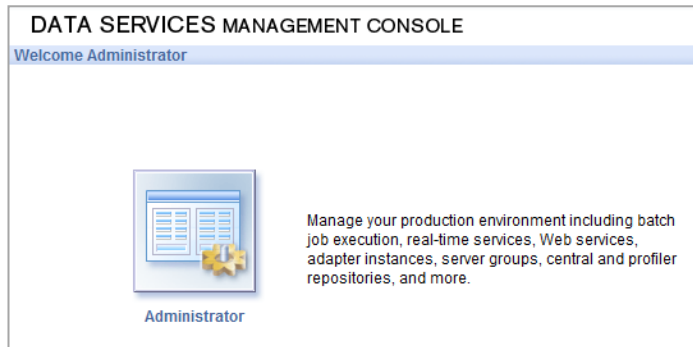 DATA SERVICES MANAGEMENT CONSOLE
Welcome Administrator
Manage your production environment including batch
job execution, real-time services, Web services,
adapter instances, server groups, central and profiler
repositories, and more.
Administrator